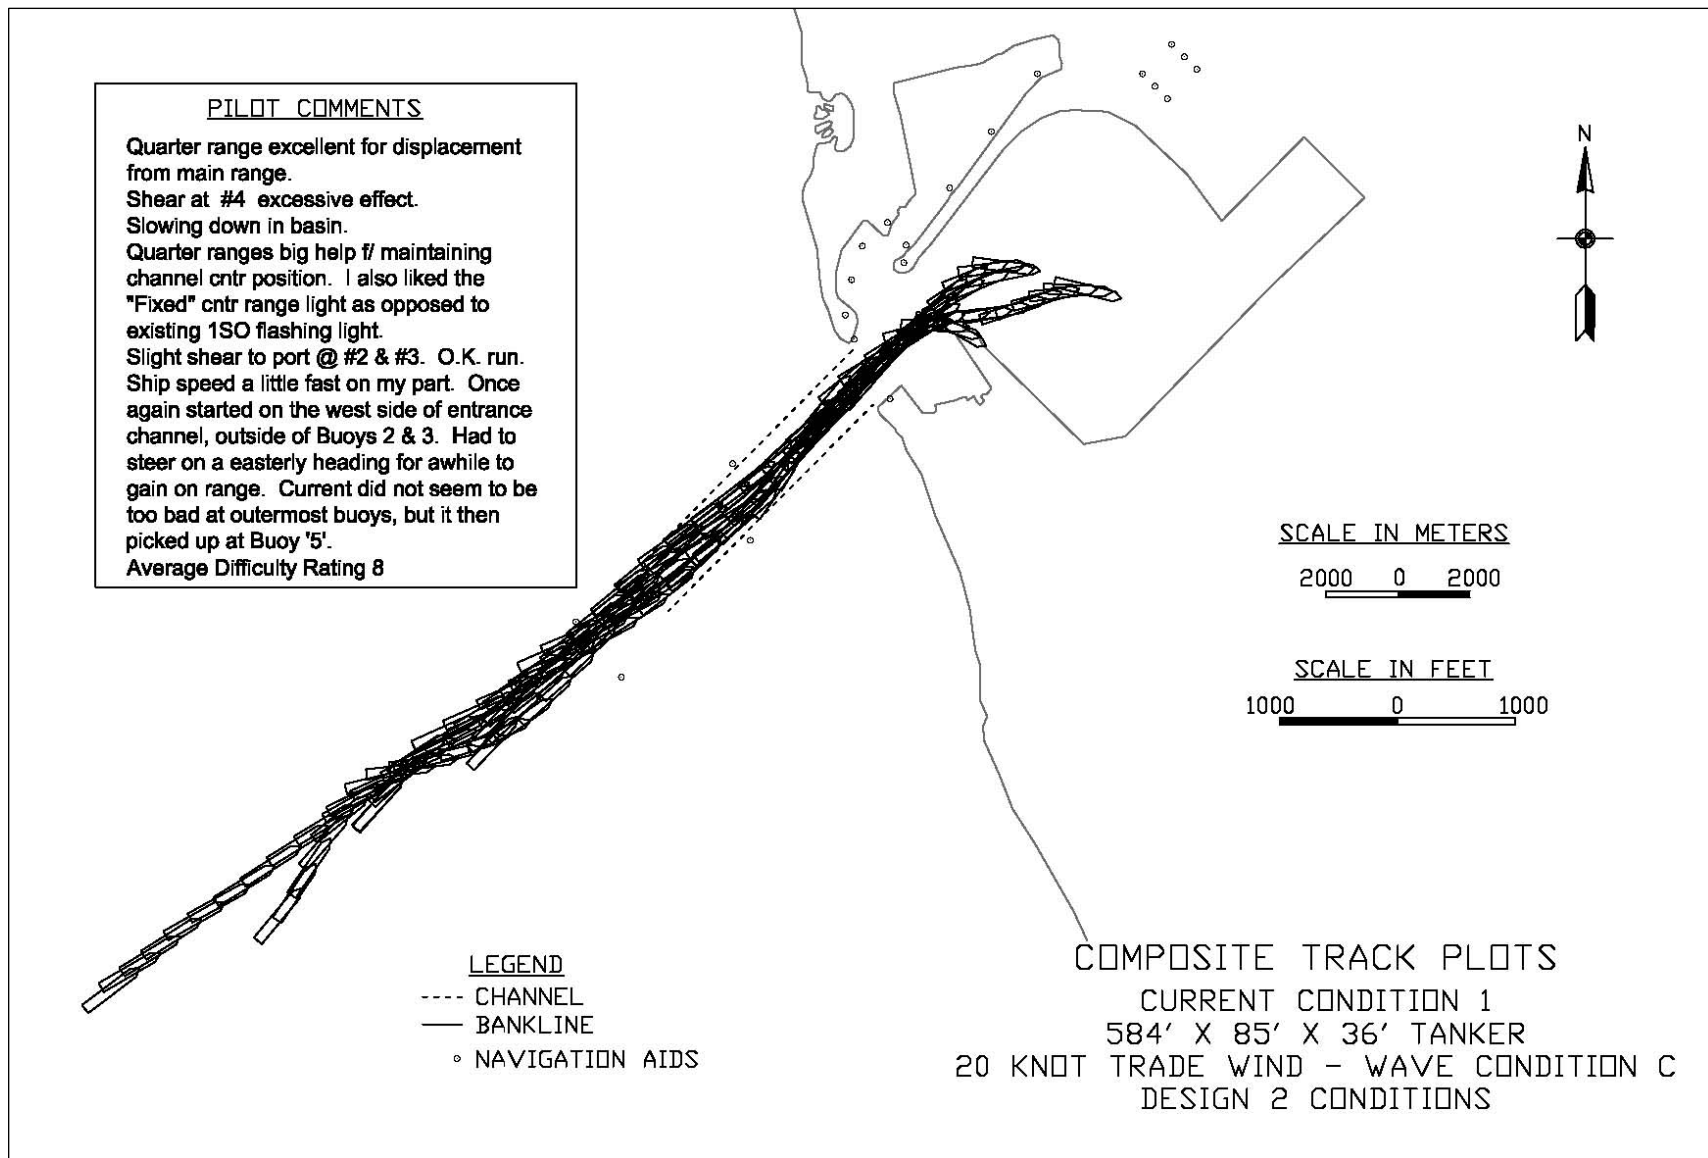 PILOT COMMENTS
Quarter range excellent for displacement
from main range.
Shear at #4 excessive effect.
Slowing down in basin.
Quarter ranges big help f/ maintaining
channel cntr position. I also liked the
"Fixed" cntr range light as opposed to
existing 1SO flashing light.
Slight shear to port @ #2 & #3. O.K. run.
Ship speed a little fast on my part. Once
again started on the west side of entrance
channel, outside of Buoys 2 & 3. Had to
steer on a easterly heading for awhile to
gain on range. Current did not seem to be
too bad at outermost buoys, but it then
picked up at Buoy '5'.
Average Difficulty Rating 8
N
SCALE IN METERS
2000 0 2000
SCALE IN FEET
1000 0 1000
LEGEND
CHANNEL
BANKLINE
NAVIGATION AIDS
COMPOSITE TRACK PLOTS
CURRENT CONDITION 1
584' X 85' X 36' TANKER
20 KNOT TRADE WIND - WAVE CONDITION C
DESIGN 2 CONDITIONS